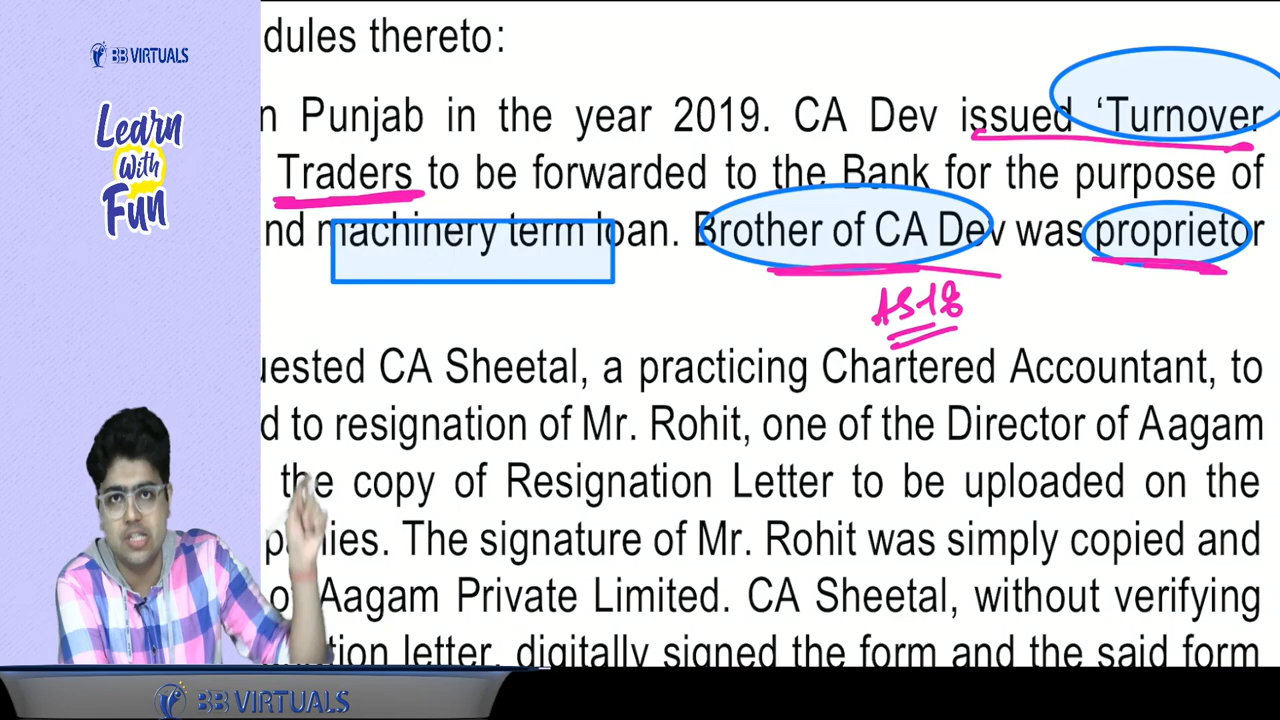 BB VIRTUALS
Learn
With
Fun
dules thereto:
n Punjab in the year 2019. CA Dev issued ‘Turnover
Traders to be forwarded to the Bank for the purpose of
nd machinery term loan. Brother of CA Dev was proprietor
AS18
uested CA Sheetal, a practicing Chartered Accountant, to
d to resignation of Mr. Rohit, one of the Director of Aagam
the copy of Resignation Letter to be uploaded on the
panies. The signature of Mr. Rohit was simply copied and
of Aagam Private Limited. CA Sheetal, without verifying
letter, digitally signed the form and the said form
BB VIRTUALS